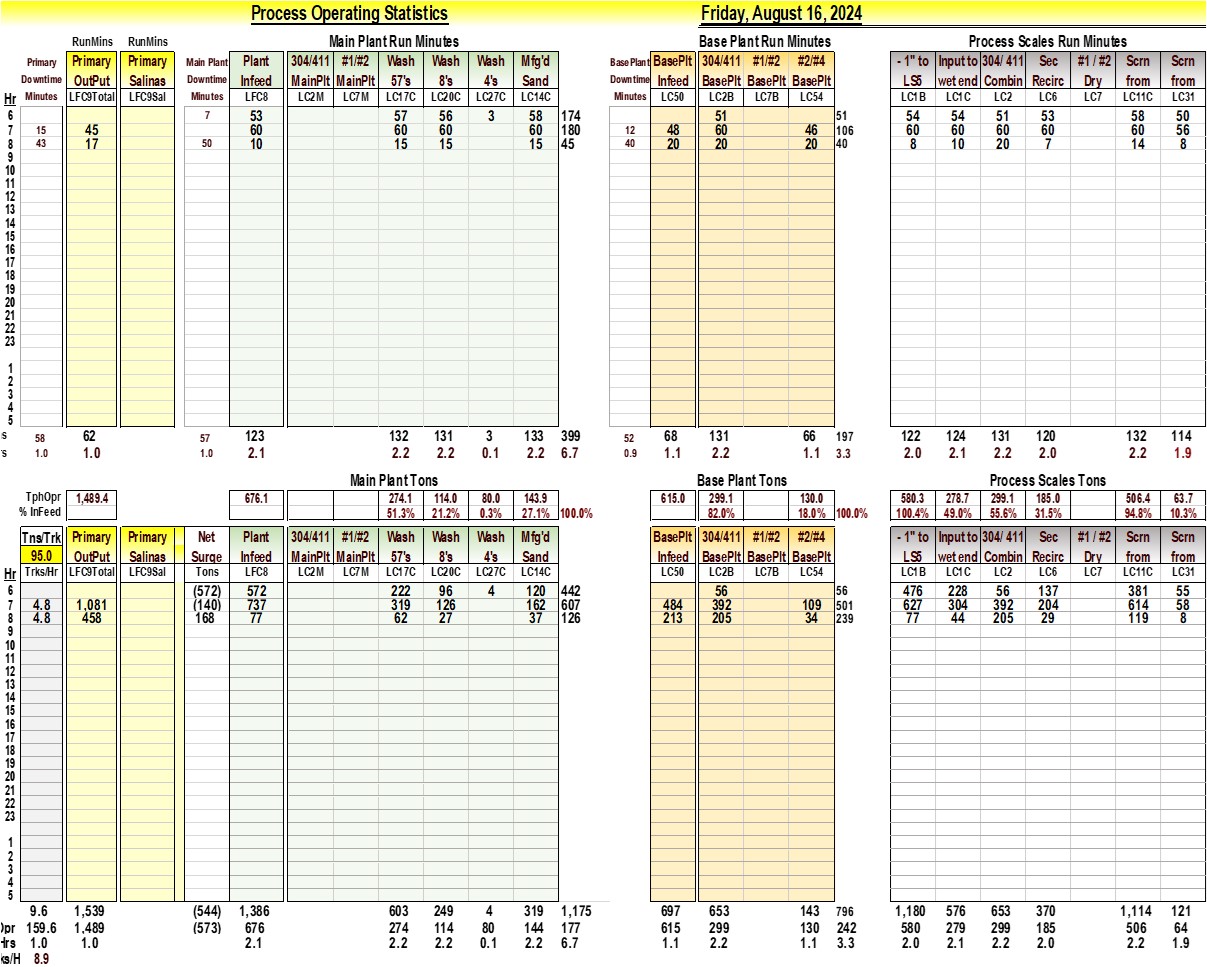 Process Operating Statistics Friday, August 16, 2024
RunMins RunMins Main Plant Run Minutes Base Plant Run Minutes Process Scales Run Minutes
Primary Primary Primary Main Plant Plant 304/411 #1/#2 Wash Wash Wash Mfg'd BasePlant BasePlt 304/411 #1/#2 #2/#4 - 1" to Input to 304/ 411 Sec #1 / #2 Scrn Scrn
Downtime OutPut Salinas Downtime Infeed MainPlt MainPlt 57's 8's 4's Sand Downtime Infeed BasePlt BasePlt BasePlt LS5 wet end Combin Recirc Dry from from
Hr Minutes LFC9Total LFC9Sal Minutes LFC8 LC2M LC7M LC17C LC20C LC27C LC14C Minutes LC50 LC2B LC7B LC54 LC1B LC1C LC2 LC6 LC7 LC11C LC31
6 7 53 57 56 3 58 174 51 51 54 54 51 53 58 50
7 15 45 60 60 60 60 180 12 48 60 46 106 60 60 60 60 60 56
8 43 17 50 10 15 15 15 45 40 20 20 20 40 8 10 20 7 14 8
9
10
11
12
13
14
15
16
17
18
19
20
21
22
23
1
2
3
4
5
s 58 62 57 123 132 131 3 133 399 52 68 131 66 197 122 124 131 120 132 114
s 1.0 1.0 1.0 2.1 2.2 2.2 0.1 2.2 6.7 0.9 1.1 2.2 1.1 3.3 2.0 2.1 2.2 2.0 2.2 1.9
Main Plant Tons Base Plant Tons Process Scales Tons
TphOpr 1,489.4 676.1 274.1 114.0 80.0 143.9 615.0 299.1 130.0 580.3 278.7 299.1 185.0 506.4 63.7
% InFeed 51.3% 21.2% 0.3% 27.1% 100.0% 82.0% 18.0% 100.0% 100.4% 49.0% 55.6% 31.5% 94.8% 10.3%
Tns/Trk Primary Primary Net Plant 304/411 #1/#2 Wash Wash Wash Mfg'd BasePlt 304/411 #1/#2 #2/#4 - 1" to Input to 304/ 411 Sec #1 / #2 Scrn Scrn
95.0 OutPut Salinas Surge Infeed MainPlt MainPlt 57's 8's 4's Sand Infeed BasePlt BasePlt BasePlt LS5 wet end Combin Recirc Dry from from
Hr Trks/Hr LFC9Total LFC9Sal Tons LFC8 LC2M LC7M LC17C LC20C LC27C LC14C LC50 LC2B LC7B LC54 LC1B LC1C LC2 LC6 LC7 LC11C LC31
6 (572) 572 222 96 4 120 442 56 56 476 228 56 137 381 55
7 4.8 1,081 (140) 737 319 126 162 607 484 392 109 501 627 304 392 204 614 58
8 4.8 458 168 77 62 27 37 126 213 205 34 239 77 44 205 29 119 8
9
10
11
12
13
14
15
16
17
18
19
20
21
22
23
1
2
3
4
5
9.6 1,539 (544) 1,386 603 249 4 319 1,175 697 653 143 796 1,180 576 653 370 1,114 121
Opr 159.6 1,489 (573) 676 274 114 80 144 177 615 299 130 242 580 279 299 185 506 64
Hrs 1.0 1.0 2.1 2.2 2.2 0.1 2.2 6.7 1.1 2.2 1.1 3.3 2.0 2.1 2.2 2.0 2.2 1.9
ks/H 8.9